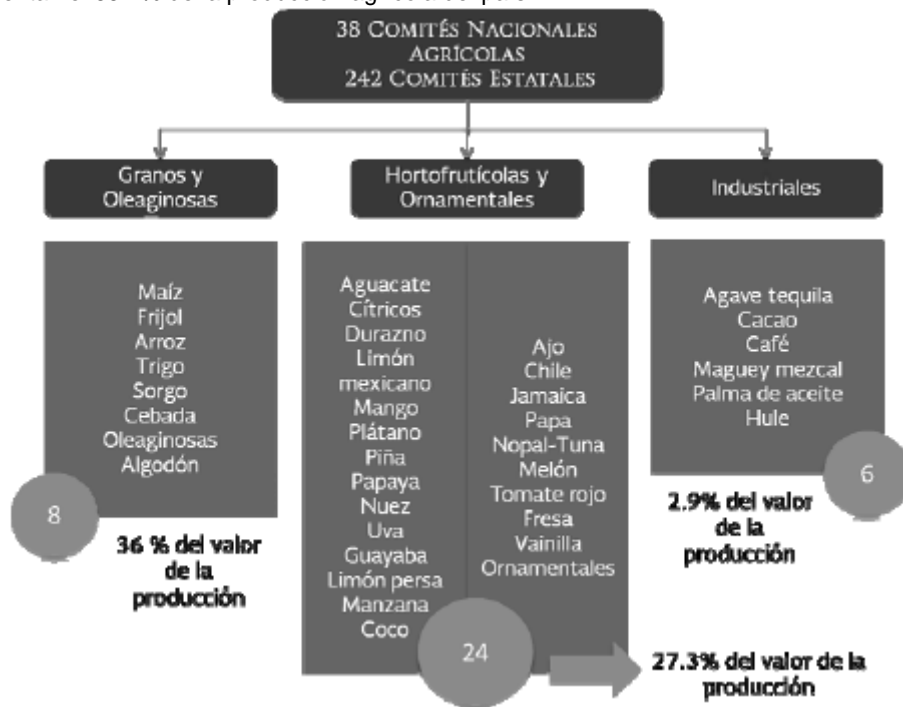 38 COMITÉS NACIONALES
AGRÍCOLAS
242 COMITÉS ESTATALES
Granos y
Oleaginosas
Hortofrutícolas y
Ornamentales
Industriales
Maíz
Frijol
Arroz
Trigo
Sorgo
Cebada
Oleaginosas
Algodón
8
36 % del valor
de la
producción
Aguacate
Cítricos
Durazno
Limón
mexicano
Mango
Plátano
Piña
Papaya
Nuez
Uva
Guayaba
Limón persa
Manzana
Coco
Ajo
Chile
Jamaica
Papa
Nopal-Tuna
Melón
Tomate rojo
Fresa
Vainilla
Ornamentales
24
27.3% del valor de la
producción
Agave tequila
Cacao
Café
Maguey mezcal
Palma de aceite
Hule
6
2.9% del valor
de la
producción